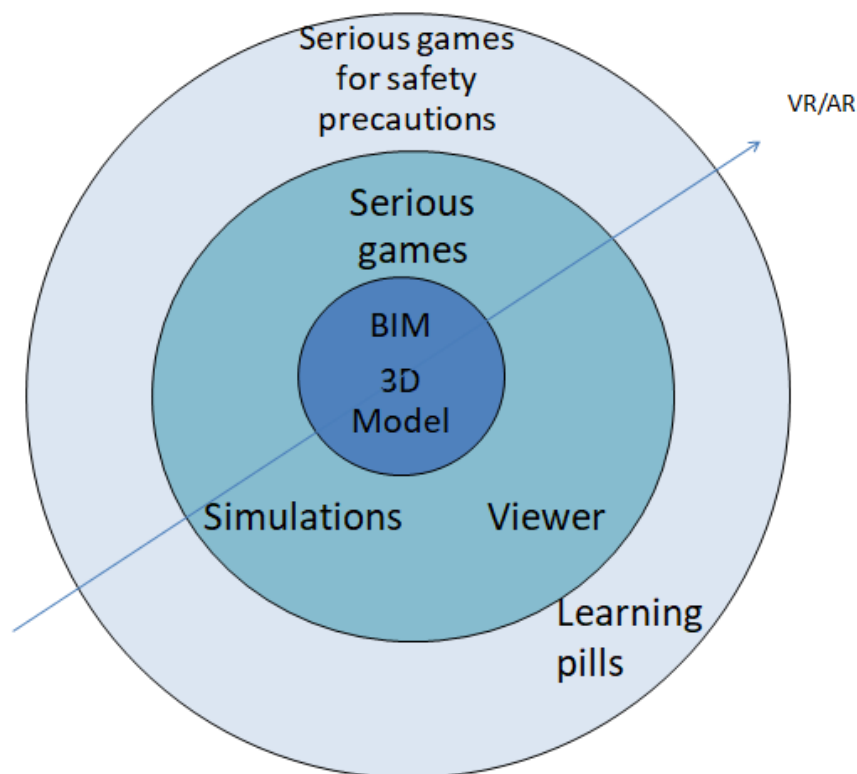 Serious games
for safety
precautions
VR/AR
Serious
games
BIM
3D
Model
Simulations
Viewer
Learning
pills